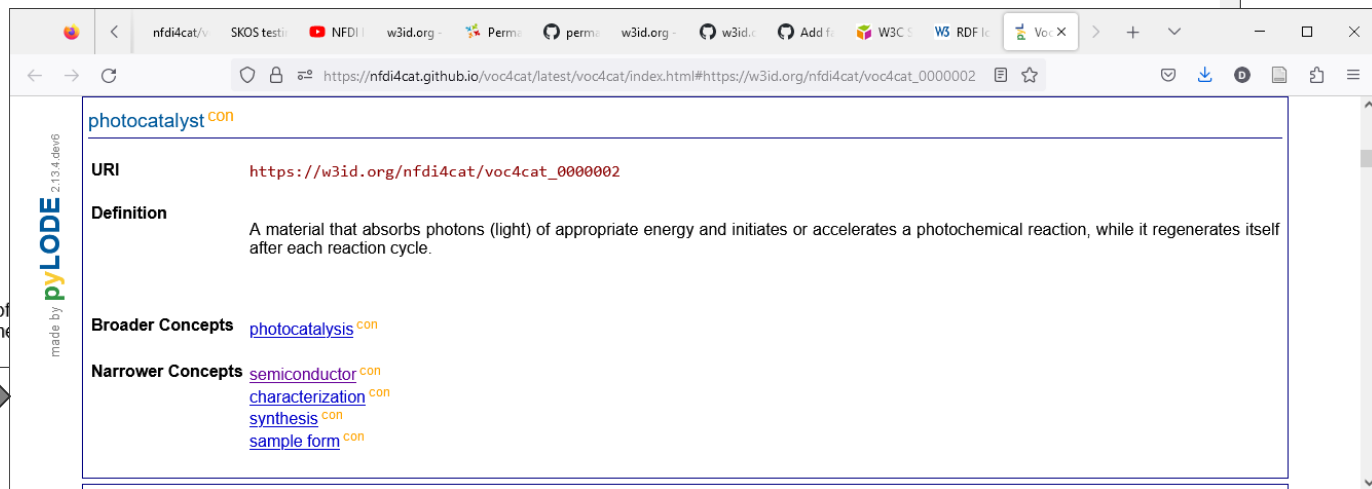 nfdi4cat/v SKOS testi NFDI w3id.org - Perma perma w3id.org - w3id.c Add fa W3C S RDF Ic Voc
https://nfdi4cat.github.io/voc4cat/latest/voc4cat/index.html#https://w3id.org/nfdi4cat/voc4cat_0000002
made by pyLODE 2.13.4.dev6
photocatalyst con
URI https://w3id.org/nfdi4cat/voc4cat_0000002
Definition
A material that absorbs photons (light) of appropriate energy and initiates or accelerates a photochemical reaction, while it regenerates itself
after each reaction cycle.
Broader Concepts photocatalysis con
Narrower Concepts semiconductor con
characterization con
synthesis con
sample form con